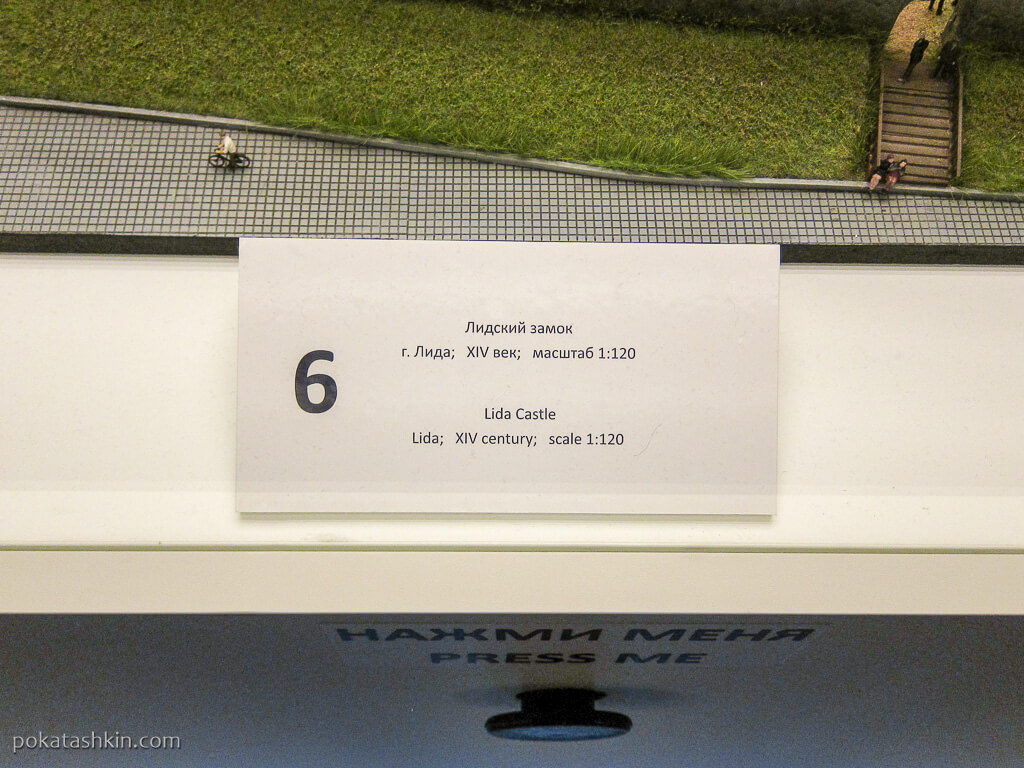 6
Лидский замок
г. Лида; XIV век; масштаб 1:120
Lida Castle
Lida; XIV century; scale 1:120
НАЖМИ МЕНЯ
PRESS ME
pokatashkin.com